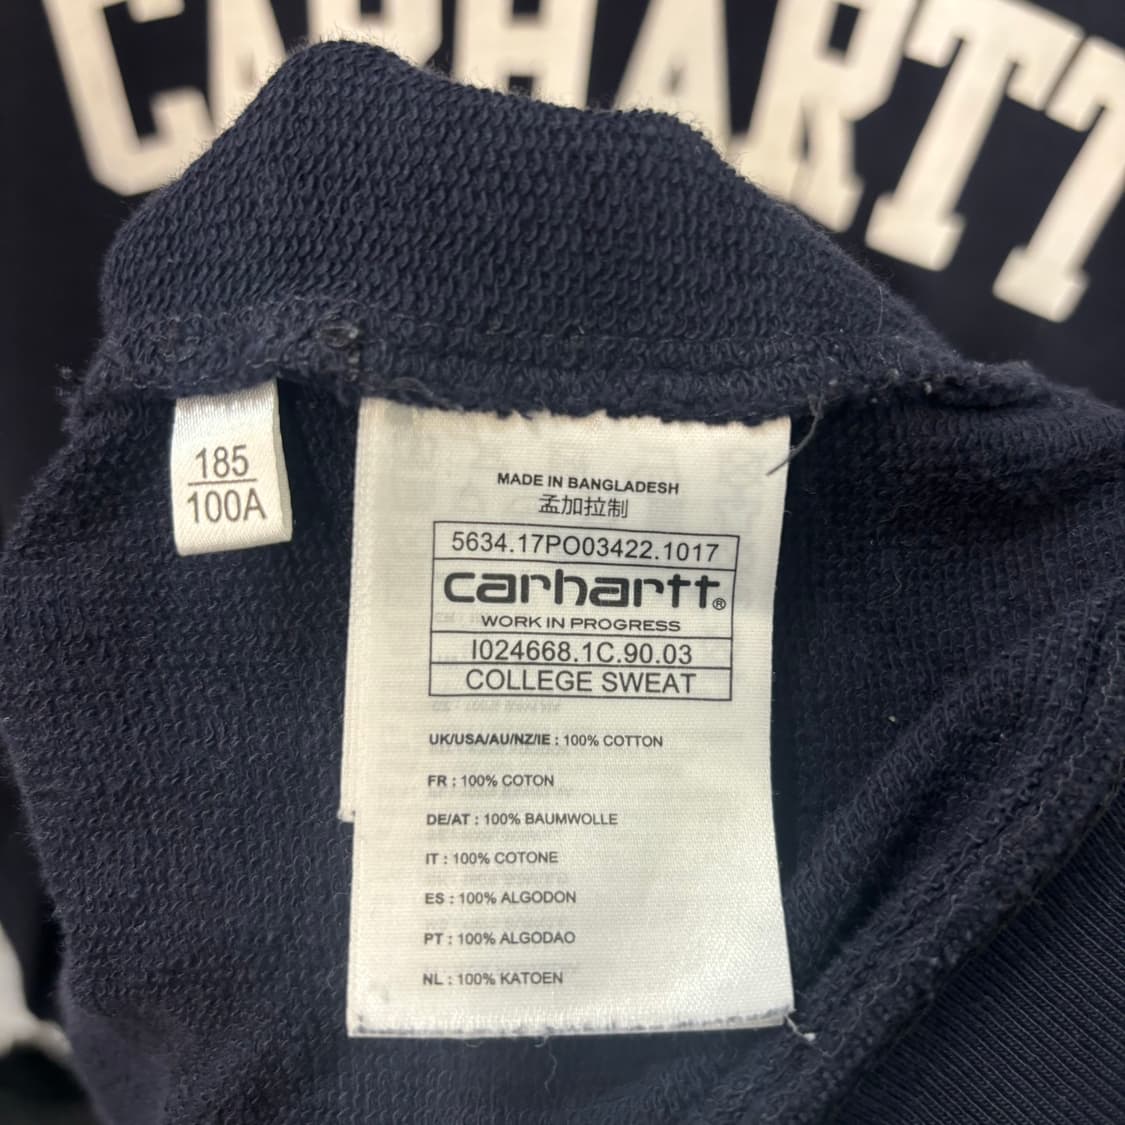 CARHARTT
185
100A
MADE IN BANGLADESH
孟加拉制
5634.17PO03422.1017
carhartt®
WORK IN PROGRESS
I024668.1C.90.03
COLLEGE SWEAT
UK/USA/AU/NZ/IE : 100% COTTON
FR : 100% COTON
DE/AT : 100% BAUMWOLLE
IT : 100% COTONE
ES : 100% ALGODON
PT : 100% ALGODAO
NL : 100% KATOEN